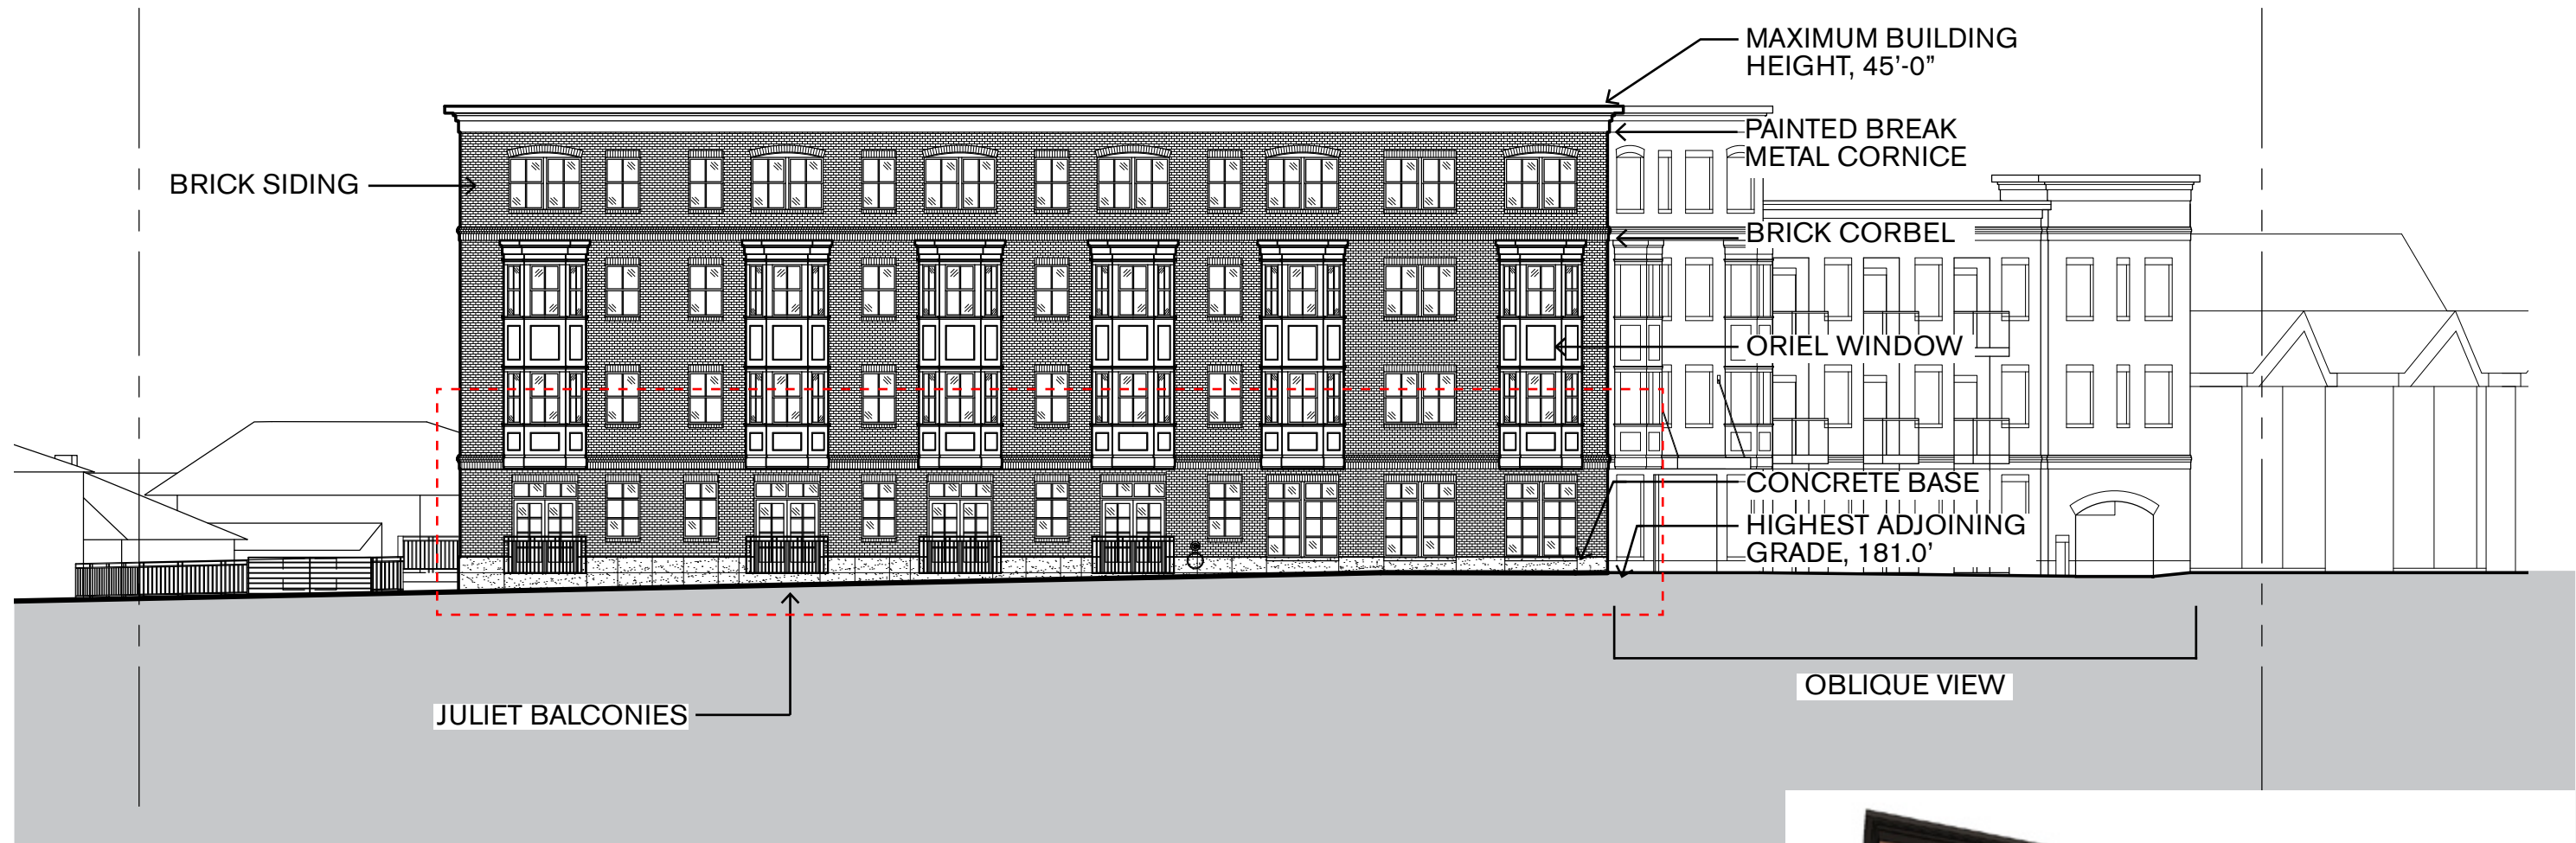 MAXIMUM BUILDING
HEIGHT, 45’-0”
PAINTED BREAK
METAL CORNICE
BRICK SIDING
BRICK CORBEL
ORIEL WINDOW
CONCRETE BASE
HIGHEST ADJOINING
GRADE, 181.0’
OBLIQUE VIEW
JULIET BALCONIES